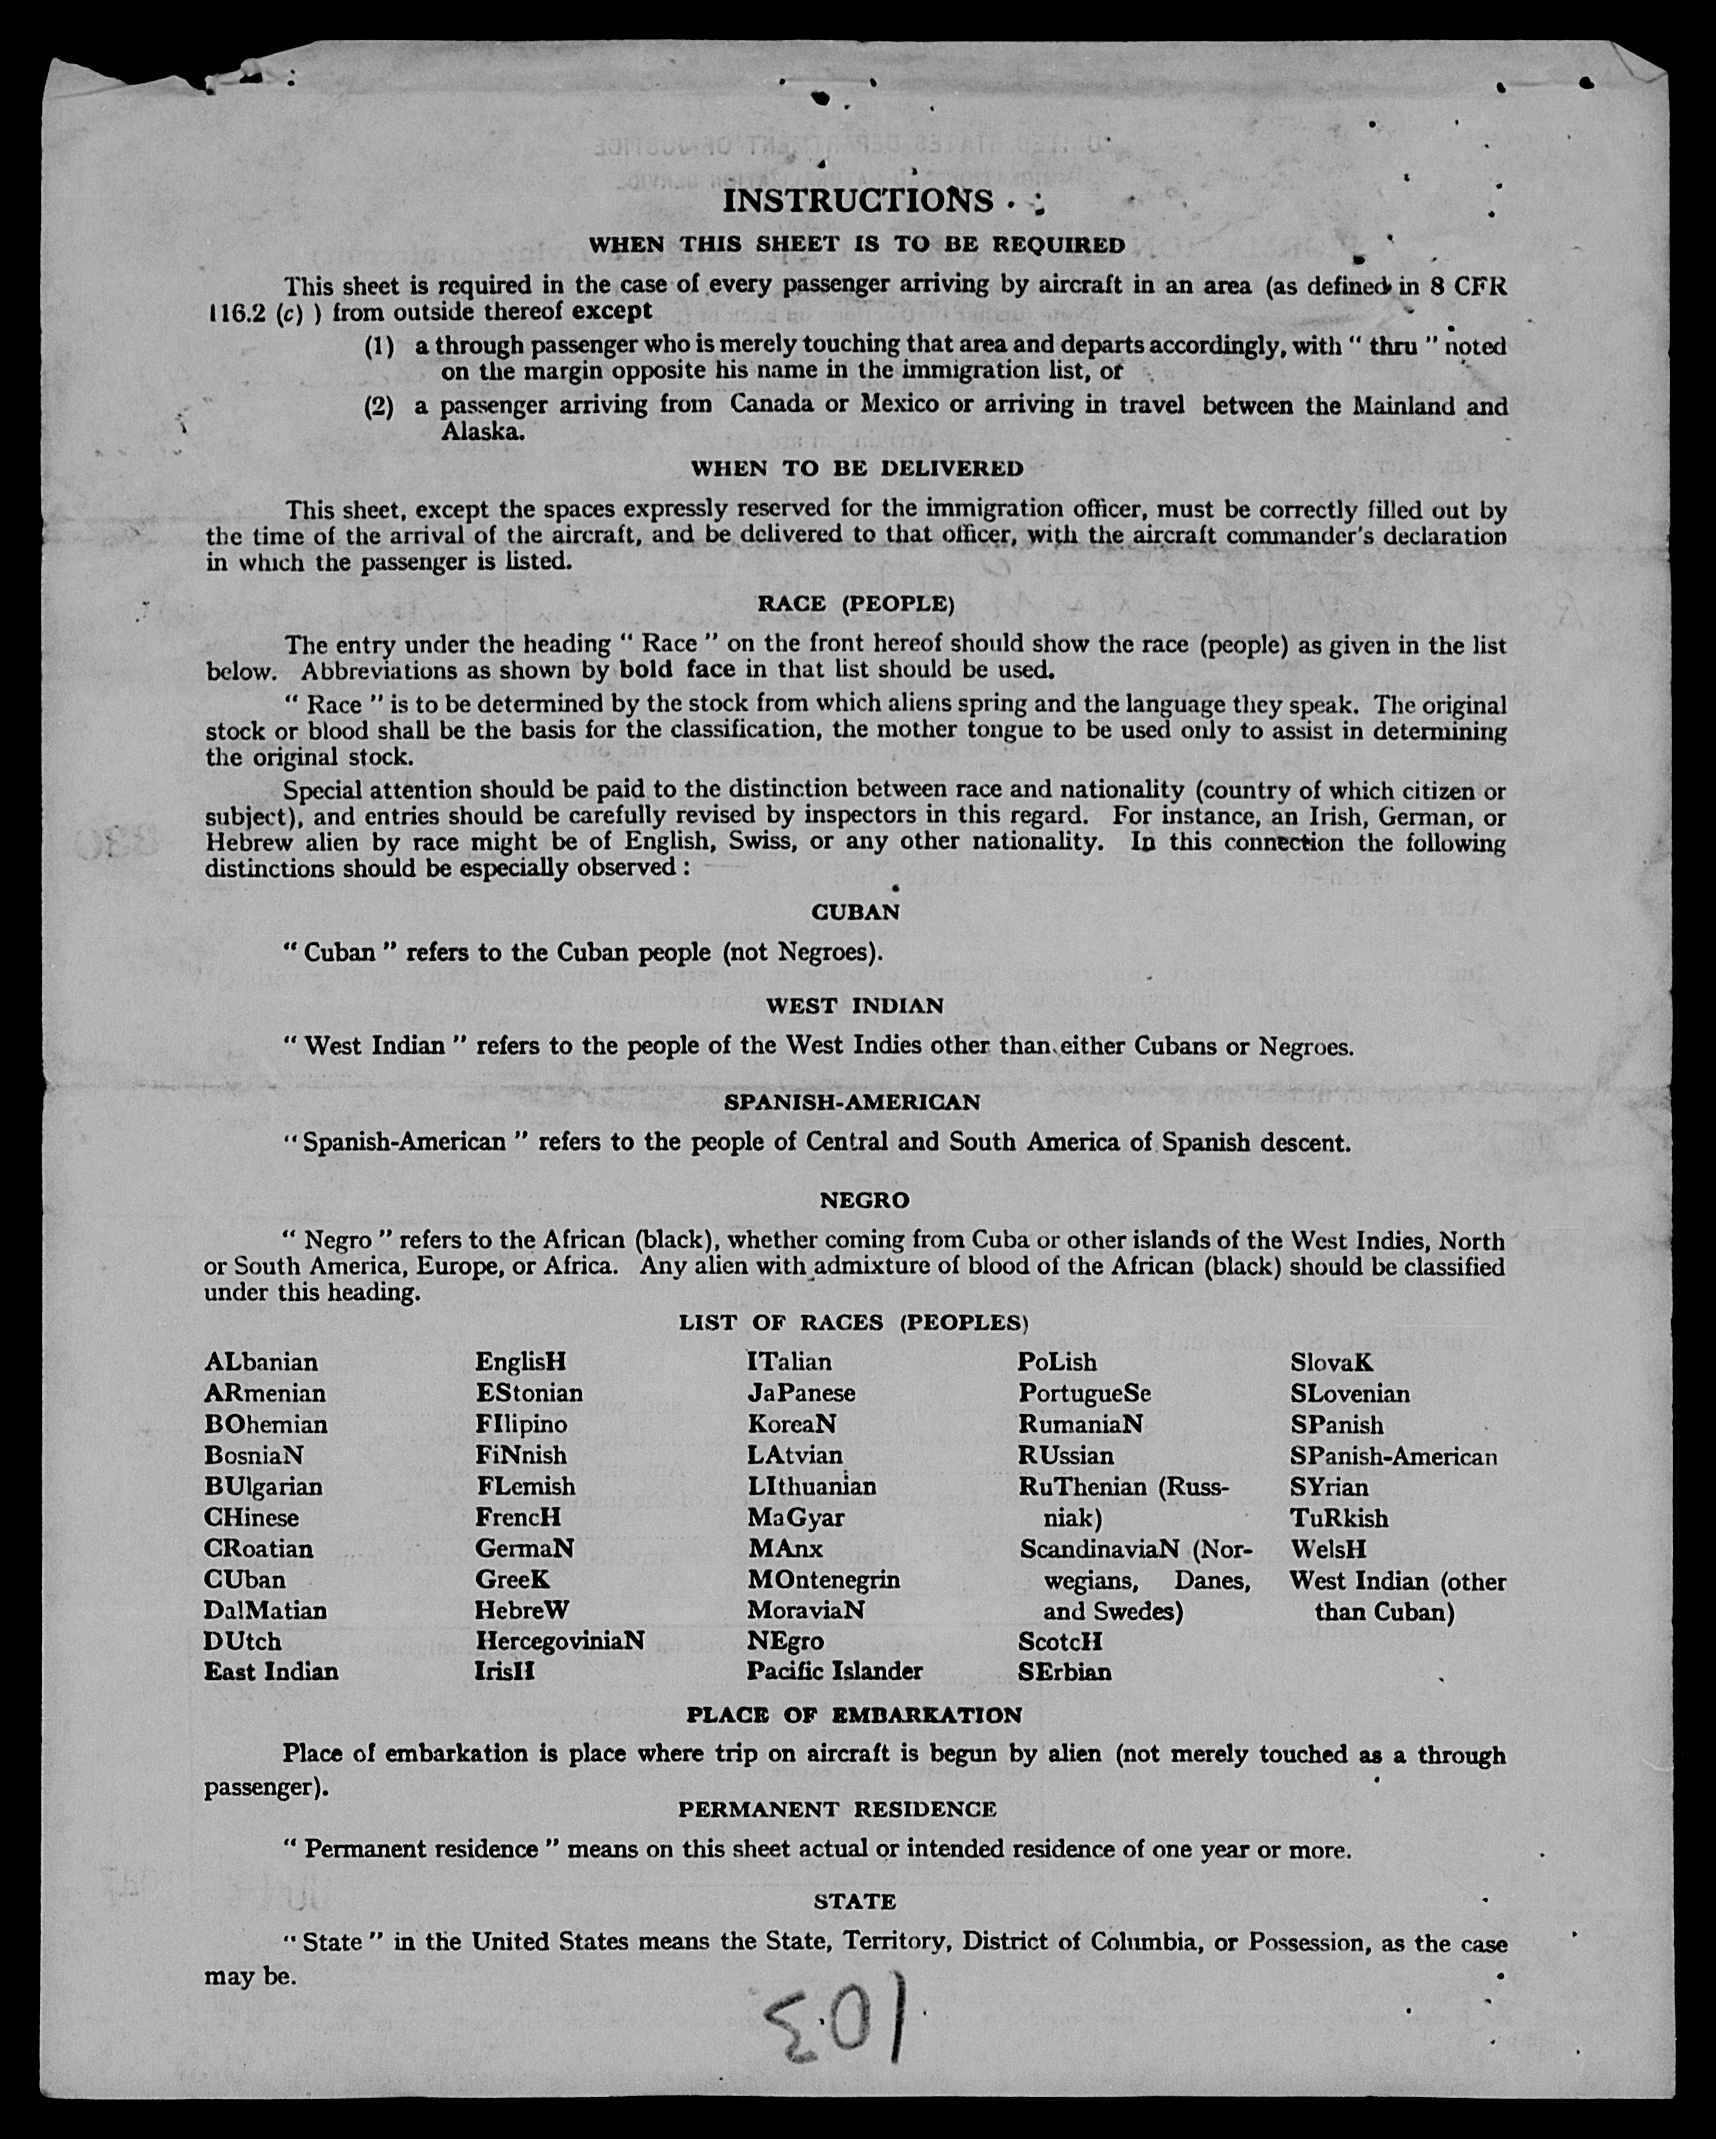 INSTRUCTIONS
WHEN THIS SHEET IS TO BE REQUIRED
This sheet is required in the case of every passenger arriving by aircraft in an area (as defined in 8 CFR
116.2 (c) ) from outside thereof except
(1) a through passenger who is merely touching that area and departs accordingly, with " thru " noted
on the margin opposite his name in the immigration list, or
(2) a passenger arriving from Canada or Mexico or arriving in travel between the Mainland and
Alaska.
WHEN TO BE DELIVERED
This sheet, except the spaces expressly reserved for the immigration officer, must be correctly filled out by
the time of the arrival of the aircraft, and be delivered to that officer, with the aircraft commander's declaration
in which the passenger is listed.
RACE (PEOPLE)
The entry under the heading " Race " on the front hereof should show the race (people) as given in the list
below. Abbreviations as shown by bold face in that list should be used.
" Race " is to be determined by the stock from which aliens spring and the language they speak. The original
stock or blood shall be the basis for the classification, the mother tongue to be used only to assist in determining
the original stock.
Special attention should be paid to the distinction between race and nationality (country of which citizen or
subject), and entries should be carefully revised by inspectors in this regard. For instance, an Irish, German, or
Hebrew alien by race might be of English, Swiss, or any other nationality. In this connection the following
distinctions should be especially observed :
CUBAN
" Cuban " refers to the Cuban people (not Negroes).
WEST INDIAN
" West Indian " refers to the people of the West Indies other than either Cubans or Negroes.
SPANISH-AMERICAN
" Spanish-American " refers to the people of Central and South America of Spanish descent.
NEGRO
" Negro " refers to the African (black), whether coming from Cuba or other islands of the West Indies, North
or South America, Europe, or Africa. Any alien with admixture of blood of the African (black) should be classified
under this heading.
LIST OF RACES (PEOPLES)
ALbanian
ARmenian
BOhemian
BosniaN
BUlgarian
CHinese
CRoatian
CUban
DalMatian
DUtch
East Indian
EnglisH
EStonian
FIlipino
FiNnish
FLemish
FrencH
GermaN
GreeK
HebreW
HercegoviniaN
IrisH
ITalian
JaPanese
KoreaN
LAtvian
LIthuanian
MaGyar
MAnx
MOntenegrin
MoraviaN
NEgro
Pacific Islander
PoLish
PortugueSe
RumaniaN
RUssian
RuThenian (Russ-
niak)
ScandinaviaN (Nor-
wegians, Danes,
and Swedes)
ScotcH
SErbian
SlovaK
SLovenian
SPanish
SPanish-American
SYrian
TuRkish
WelsH
West Indian (other
than Cuban)
PLACE OF EMBARKATION
Place of embarkation is place where trip on aircraft is begun by alien (not merely touched as a through
passenger).
PERMANENT RESIDENCE
" Permanent residence " means on this sheet actual or intended residence of one year or more.
STATE
" State " in the United States means the State, Territory, District of Columbia, or Possession, as the case
may be.